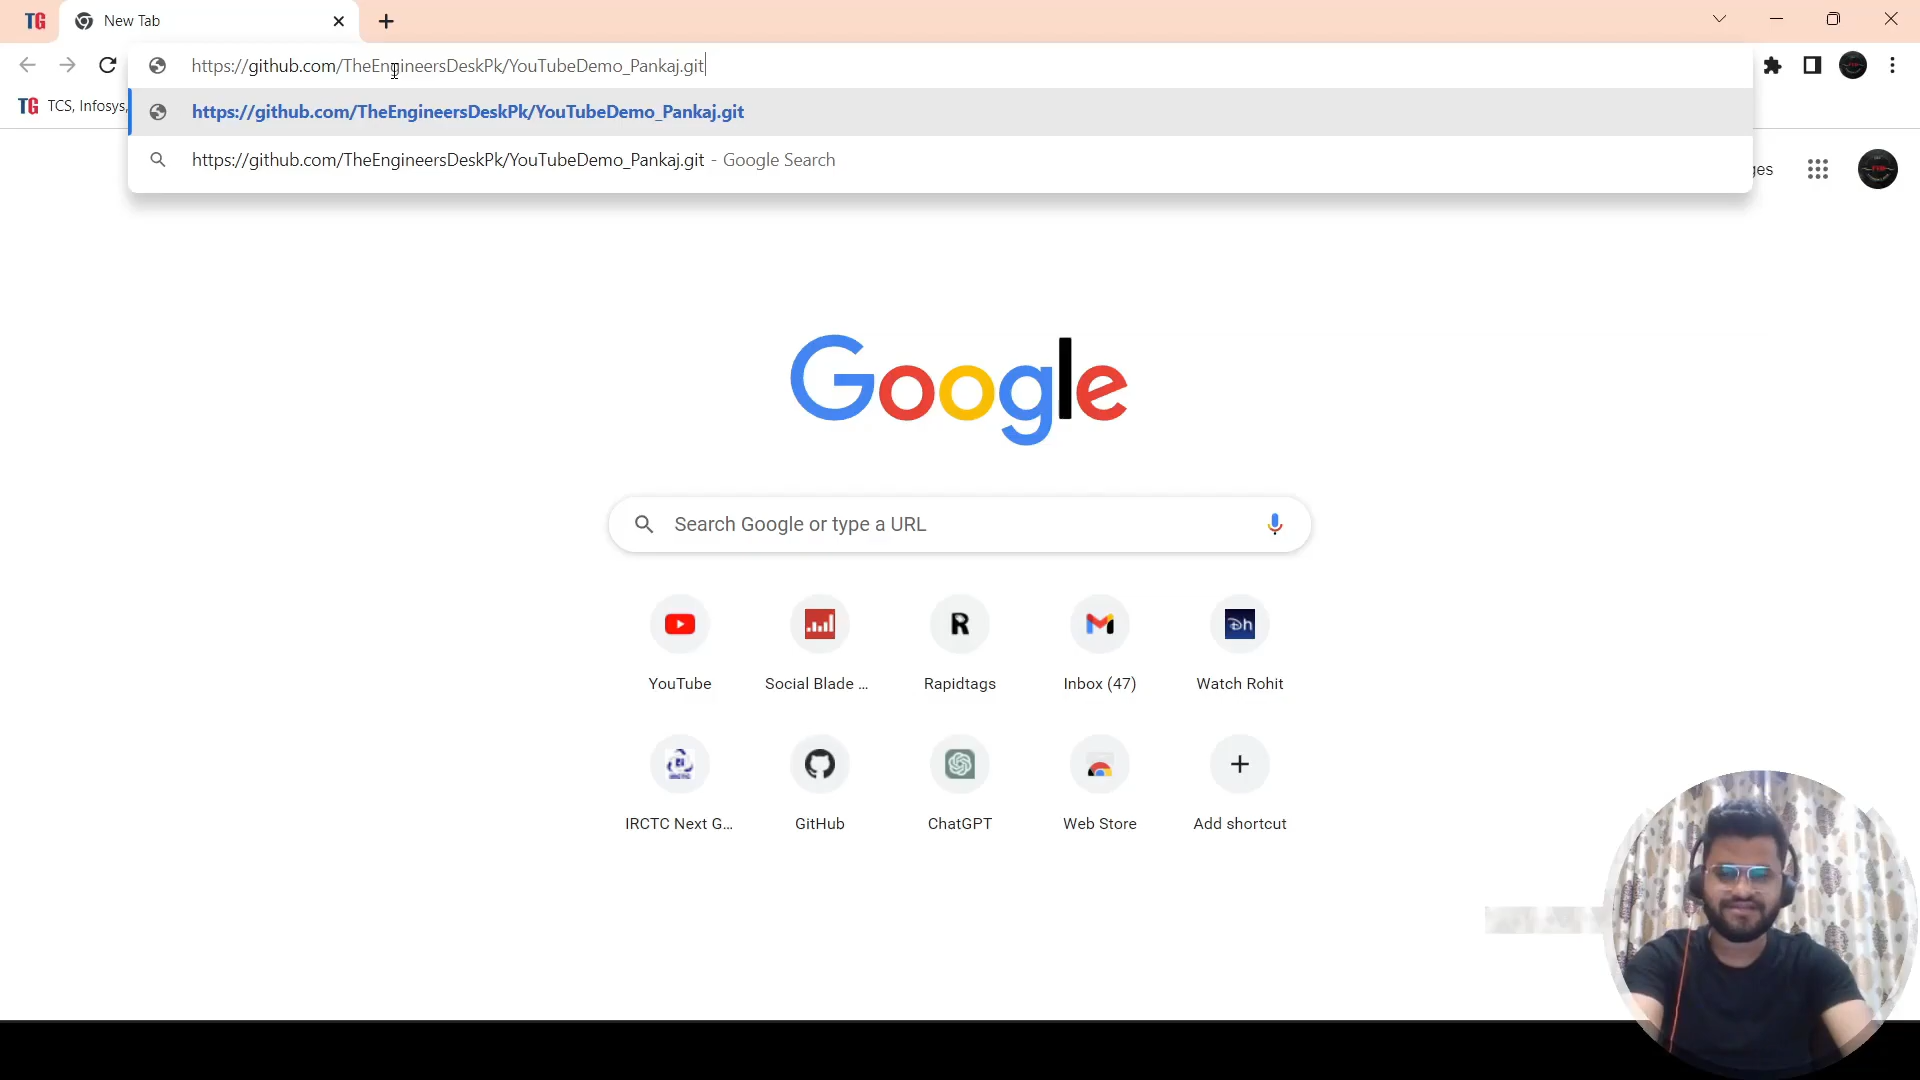 TG
New Tab
https://github.com/TheEngineersDeskPk/YouTubeDemo_Pankaj.git
TG TCS, Infosys,
https://github.com/TheEngineersDeskPk/YouTubeDemo_Pankaj.git
https://github.com/TheEngineersDeskPk/YouTubeDemo_Pankaj.git - Google Search
ges
Google
Search Google or type a URL
R
Dh
YouTube
Social Blade ...
Rapidtags
Inbox (47)
Watch Rohit
IRCTC Next G...
GitHub
ChatGPT
Web Store
Add shortcut